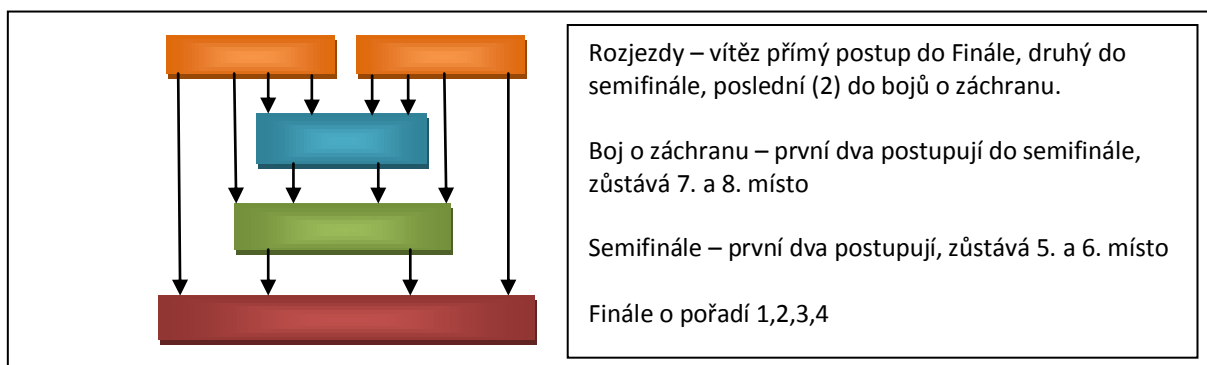 Rozjezdy – vítěz přímý postup do Finále, druhý do
semifinále, poslední (2) do bojů o záchranu.
Boj o záchranu – první dva postupují do semifinále,
zůstává 7. a 8. místo
Semifinále – první dva postupují, zůstává 5. a 6. místo
Finále o pořadí 1,2,3,4